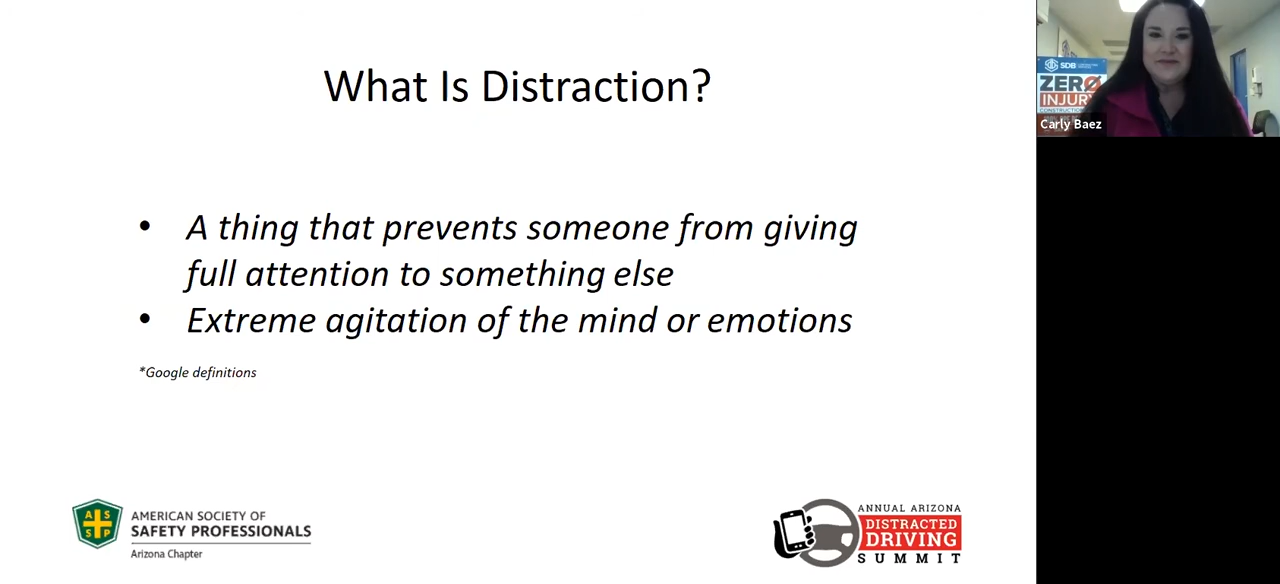 What Is Distraction?
• A thing that prevents someone from giving
full attention to something else
• Extreme agitation of the mind or emotions
*Google definitions
AMERICAN SOCIETY OF
SAFETY PROFESSIONALS
Arizona Chapter
A S
S P
ANNUAL ARIZONA
DISTRACTED
DRIVING
SUMMIT
SDB
ZERO
INJURY
Carly Baez